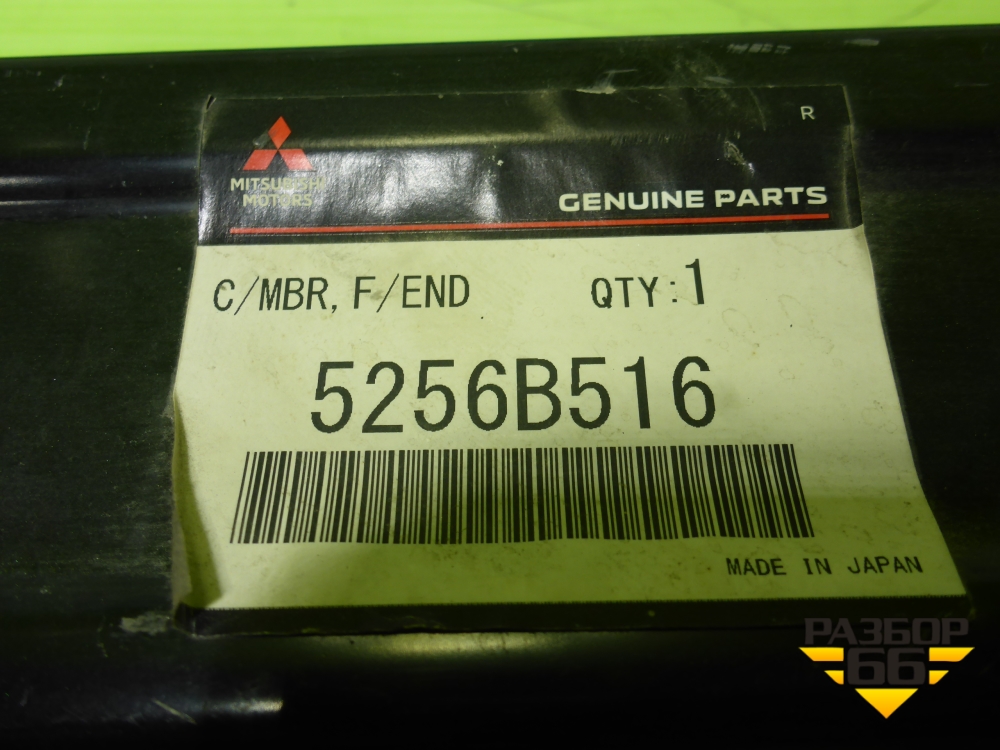 R
MITSUBISHI
MOTORS
GENUINE PARTS
C/MBR, F/END QTY:1
5256B516
MADE IN JAPAN
РАЗБОР
66